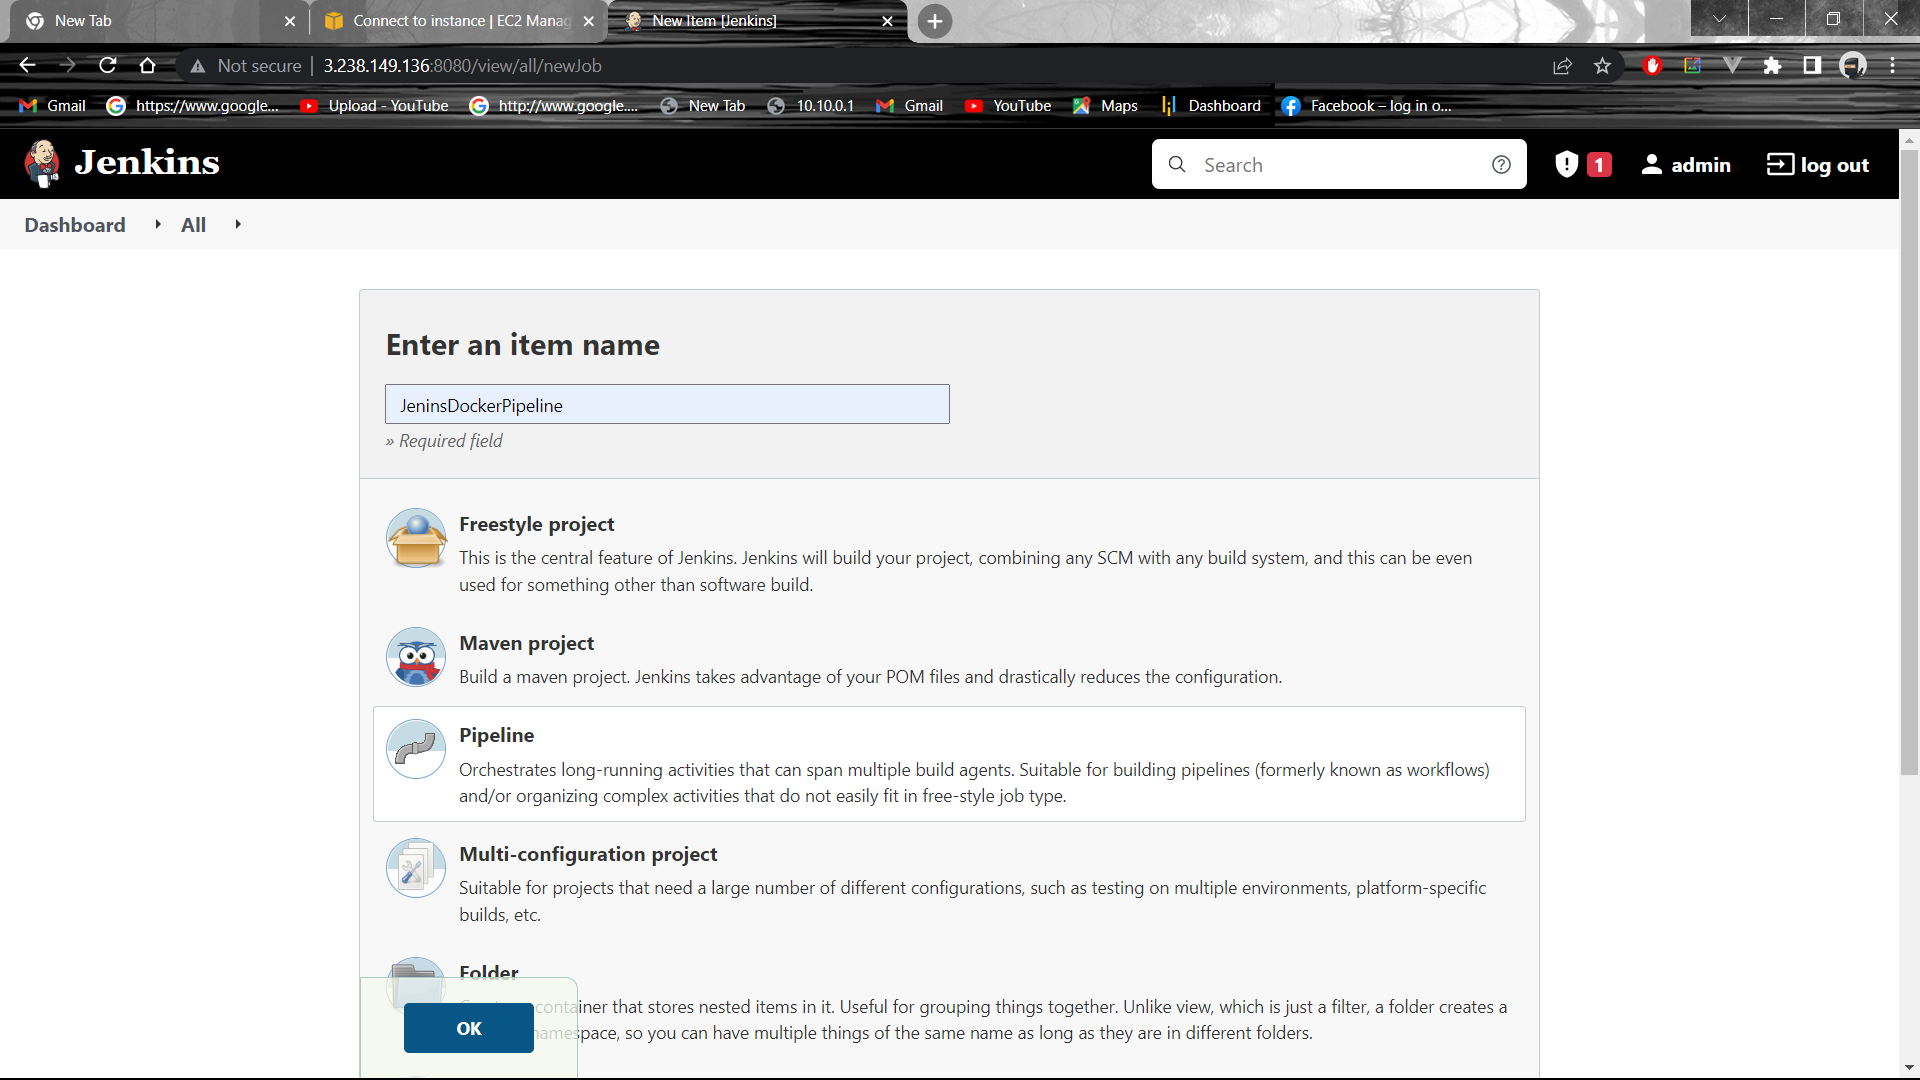 New Tab
Connect to instance | EC2 Manag
New Item [Jenkins]
Not secure | 3.238.149.136:8080/view/all/newJob
Gmail
https://www.google...
Upload - YouTube
http://www.google....
New Tab
10.10.0.1
Gmail
YouTube
Maps
Dashboard
Facebook – log in o...
Jenkins
Search
1
admin
log out
Dashboard
All
Enter an item name
JeninsDockerPipeline
» Required field
Freestyle project
This is the central feature of Jenkins. Jenkins will build your project, combining any SCM with any build system, and this can be even
used for something other than software build.
Maven project
Build a maven project. Jenkins takes advantage of your POM files and drastically reduces the configuration.
Pipeline
Orchestrates long-running activities that can span multiple build agents. Suitable for building pipelines (formerly known as workflows)
and/or organizing complex activities that do not easily fit in free-style job type.
Multi-configuration project
Suitable for projects that need a large number of different configurations, such as testing on multiple environments, platform-specific
builds, etc.
Folder
container that stores nested items in it. Useful for grouping things together. Unlike view, which is just a filter, a folder creates a
namespace, so you can have multiple things of the same name as long as they are in different folders.
OK